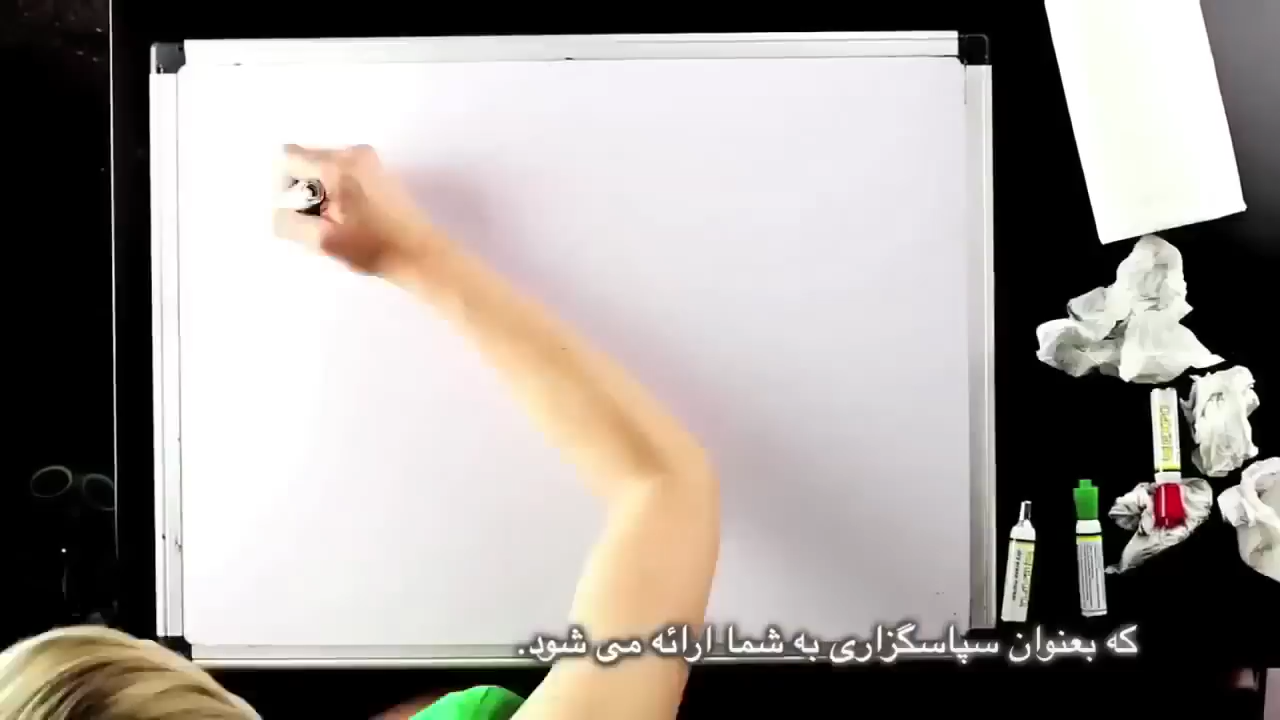 که بعنوان سپاسگزاری به شما ارائه می شود.